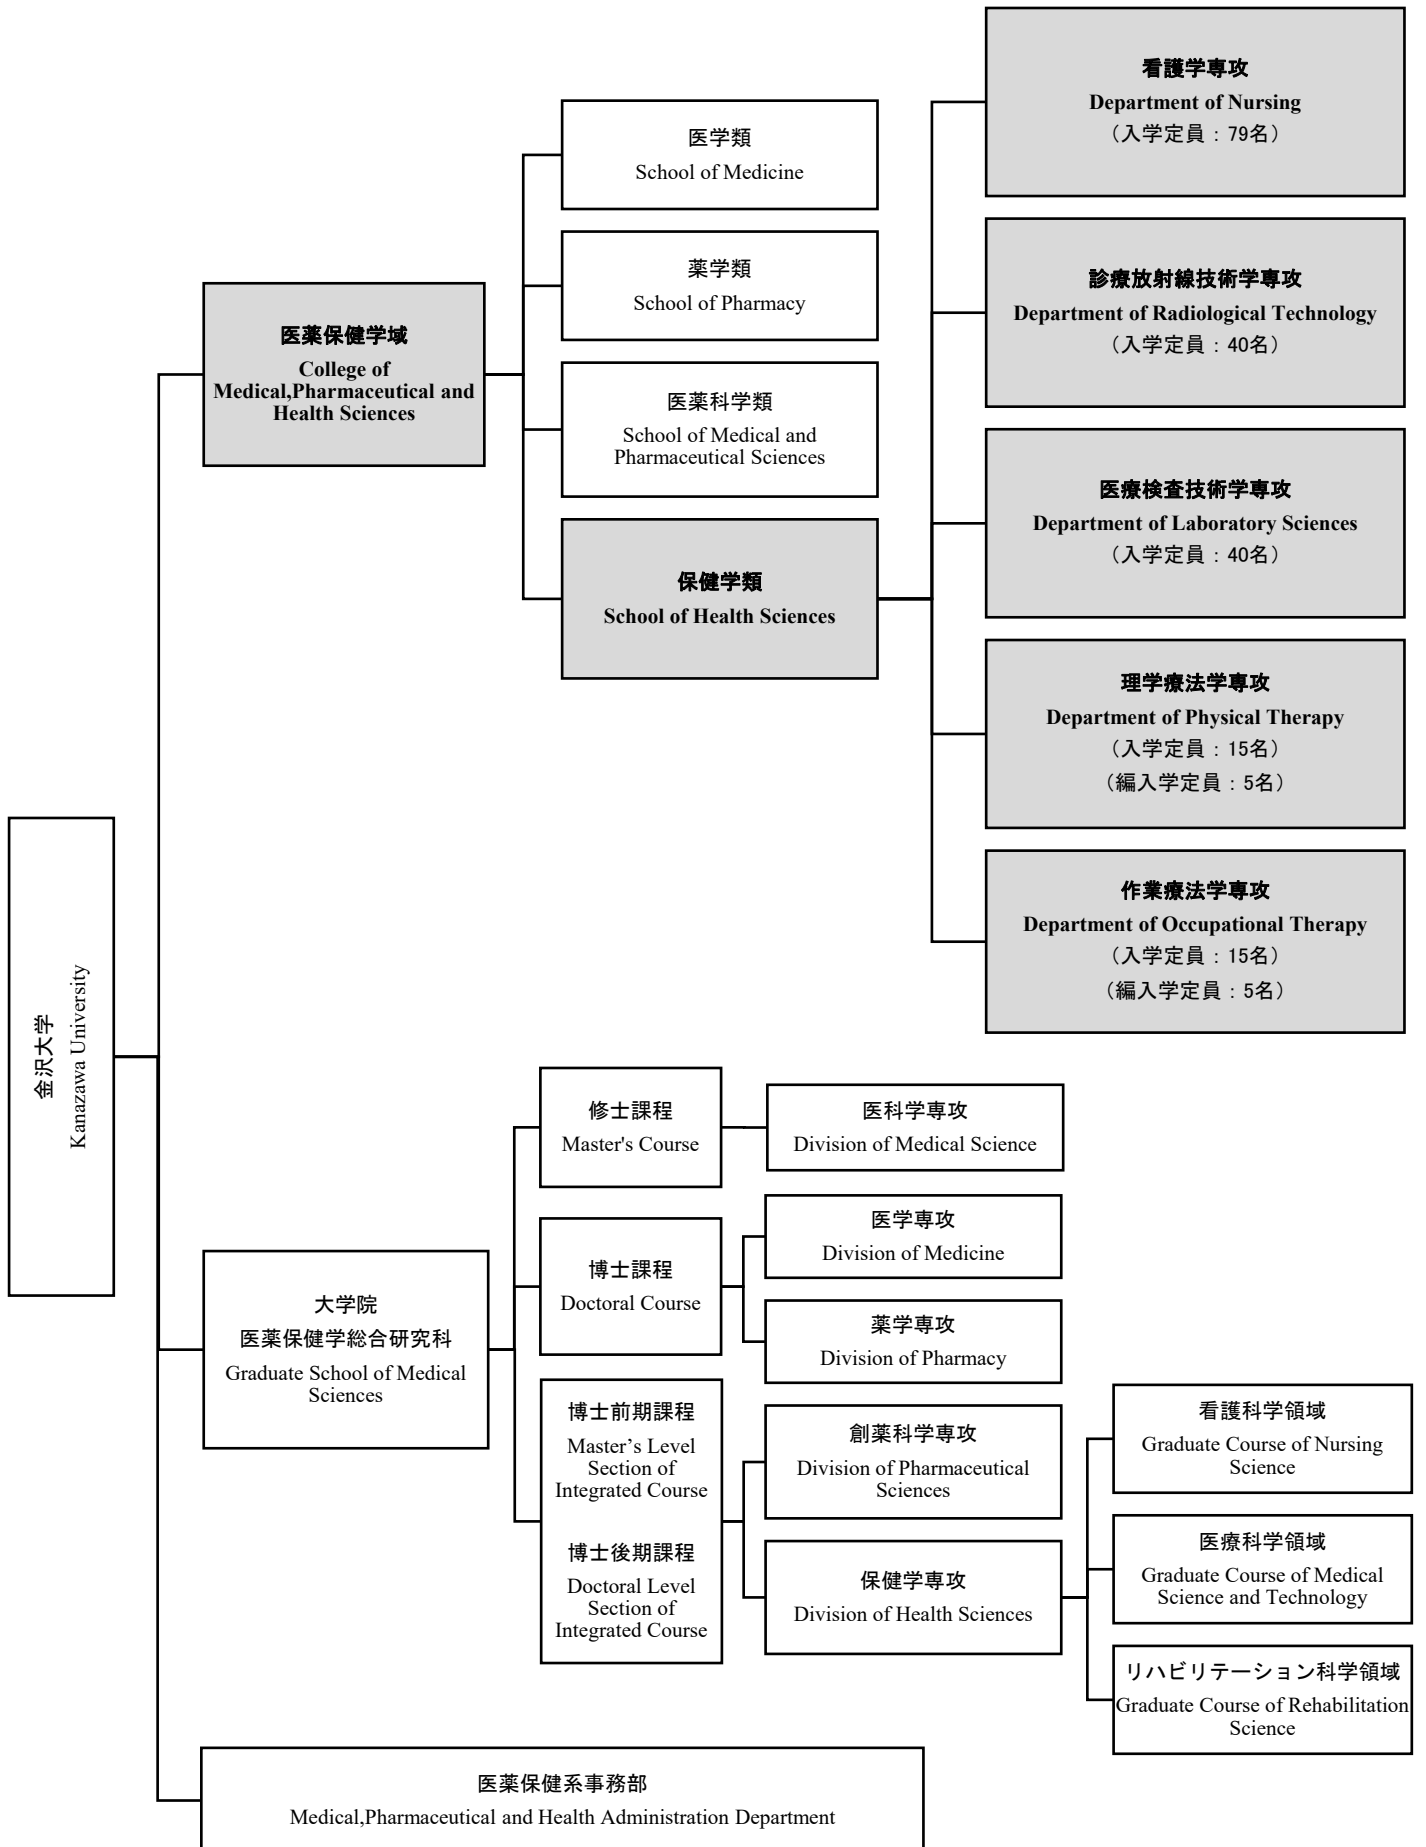 金沢大学
Kanazawa University
医薬保健学域
College of
Medical,Pharmaceutical and
Health Sciences
医学類
School of Medicine
薬学類
School of Pharmacy
医薬科学類
School of Medical and
Pharmaceutical Sciences
保健学類
School of Health Sciences
看護学専攻
Department of Nursing
（入学定員：79名）
診療放射線技術学専攻
Department of Radiological Technology
（入学定員：40名）
医療検査技術学専攻
Department of Laboratory Sciences
（入学定員：40名）
理学療法学専攻
Department of Physical Therapy
（入学定員：15名）
（編入学定員：5名）
作業療法学専攻
Department of Occupational Therapy
（入学定員：15名）
（編入学定員：5名）
大学院
医薬保健学総合研究科
Graduate School of Medical
Sciences
修士課程
Master's Course
医科学専攻
Division of Medical Science
博士課程
Doctoral Course
医学専攻
Division of Medicine
薬学専攻
Division of Pharmacy
博士前期課程
Master’s Level
Section of
Integrated Course
博士後期課程
Doctoral Level
Section of
Integrated Course
創薬科学専攻
Division of Pharmaceutical
Sciences
保健学専攻
Division of Health Sciences
看護科学領域
Graduate Course of Nursing
Science
医療科学領域
Graduate Course of Medical
Science and Technology
リハビリテーション科学領域
Graduate Course of Rehabilitation
Science
医薬保健系事務部
Medical,Pharmaceutical and Health Administration Department